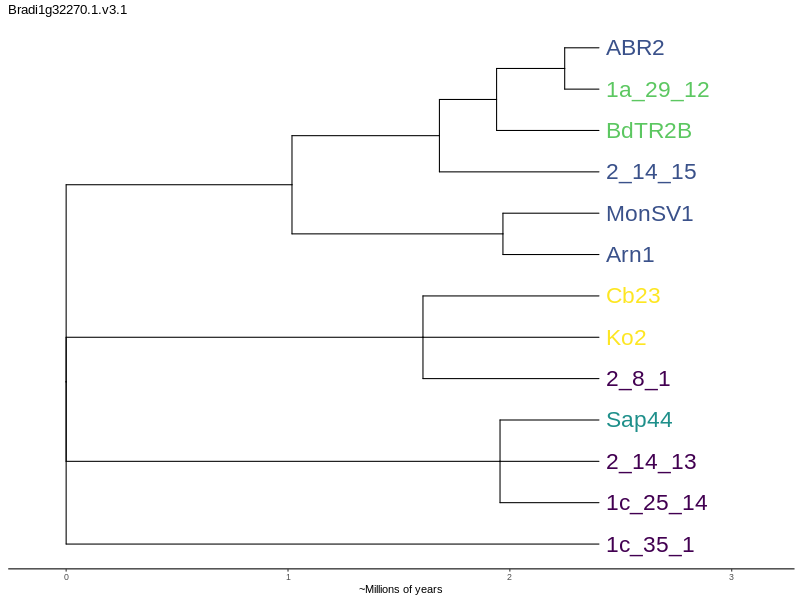 Bradi1g32270.1.v3.1
ABR2
1a_29_12
BdTR2B
2_14_15
MonSV1
Arn1
Cb23
Ko2
2_8_1
Sap44
2_14_13
1c_25_14
1c_35_1
0 1 2 3
~Millions of years